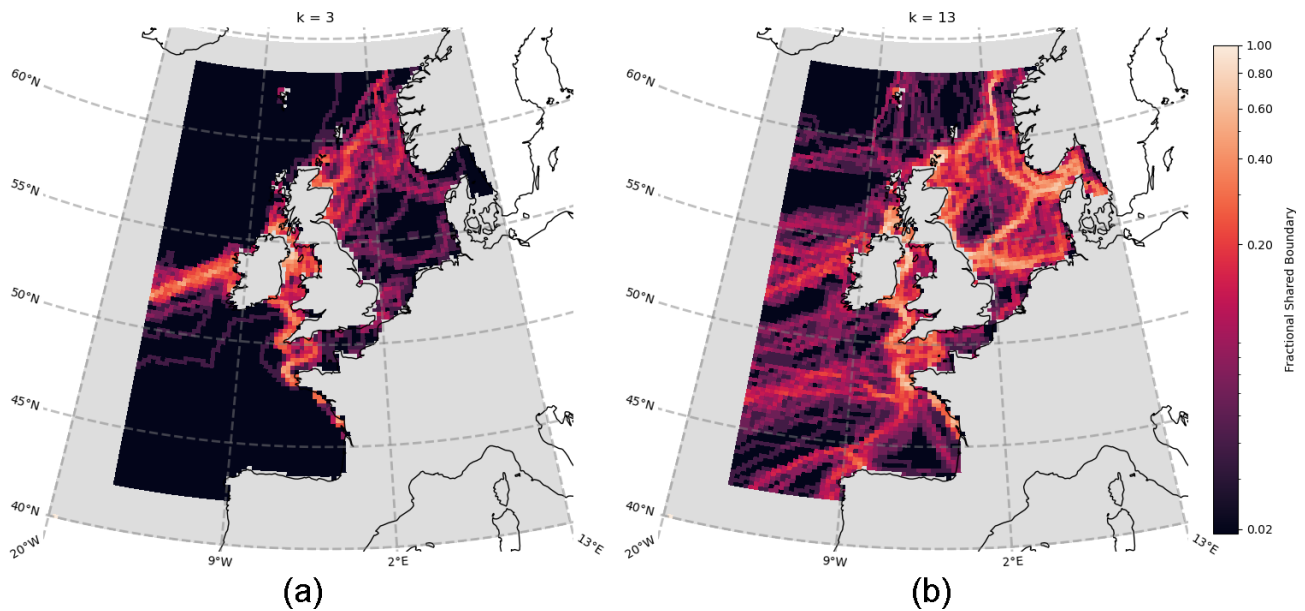 k = 3
60°N
55°N
50°N
45°N
40°N
20°W
9°W
2°E
13°E
(a)
k = 13
60°N
55°N
50°N
45°N
40°N
20°W
9°W
2°E
13°E
(b)
1.00
0.80
0.60
0.40
0.20
0.02
Fractional Shared Boundary